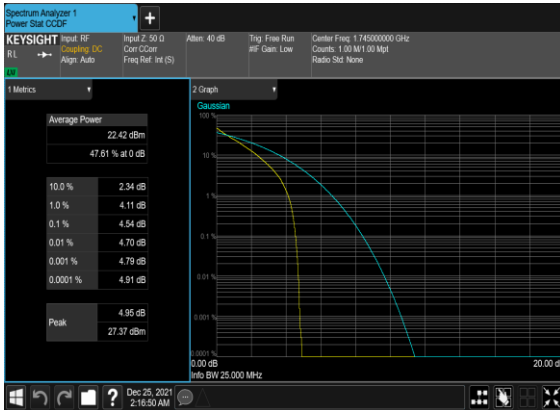 Spectrum Analyzer 1
Power Stat CCDF
KEYSIGHT
RL
Input: RF
Coupling: DC
Align: Auto
Input Z: 50 Ω
Corr CCorr
Freq Ref: Int (S)
Atten: 40 dB
Trig: Free Run
#IF Gain: Low
Center Freq: 1.745000000 GHz
Counts: 1.00 M/1.00 Mpt
Radio Std: None
1 Metrics
Average Power
22.42 dBm
47.61 % at 0 dB
10.0 % 2.34 dB
1.0 % 4.11 dB
0.1 % 4.54 dB
0.01 % 4.70 dB
0.001 % 4.79 dB
0.0001 % 4.91 dB
Peak
4.95 dB
27.37 dBm
2 Graph
Gaussian
100 %
10 %
1 %
0.1 %
0.01 %
0.001 %
0.0001 %
0.00 dB
20.00 d
Info BW 25.000 MHz
Dec 25, 2021
2:16:50 AM